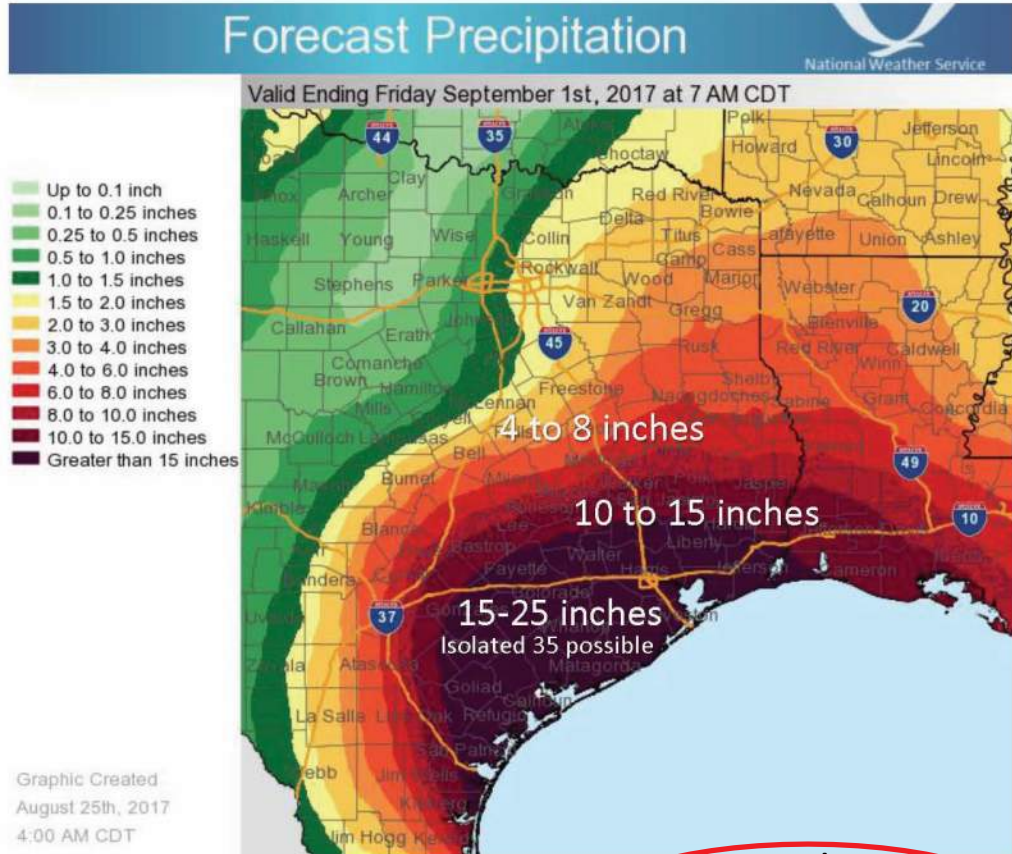 Forecast Precipitation
National Weather Service
Valid Ending Friday September 1st, 2017 at 7 AM CDT
Up to 0.1 inch
0.1 to 0.25 inches
0.25 to 0.5 inches
0.5 to 1.0 inches
1.0 to 1.5 inches
1.5 to 2.0 inches
2.0 to 3.0 inches
3.0 to 4.0 inches
4.0 to 6.0 inches
6.0 to 8.0 inches
8.0 to 10.0 inches
10.0 to 15.0 inches
Greater than 15 inches
Polk
44
35
30
Howard
Jefferson
Choctaw
Lincoln
Clay
Knox
Archer
Red River
Nevada
Calhoun
Drew
Delta
Bowie
Haskell
Young
Wise
Collin
Titus
Cass
Lafayette
Union
Ashley
Camp
Rockwall
Stephens
Parker
Wood
Marion
Webster
Van Zandt
Gregg
20
Callahan
Erath
45
Bienville
Rusk
Red River
Caldwell
Comanche
Winn
Brown
Hamilton
Freestone
Shelby
Mills
Nacogdoches
Grant
Concordia
4 to 8 inches
McCulloch
Bell
49
Burnet
Jasper
Kimble
10 to 15 inches
10
Blanco
Bastrop
Liberty
Walter
Fayette
Harris
Jefferson
Cameron
Colorado
37
15-25 inches
Isolated 35 possible
Matagorda
Goliad
La Salle
Refugio
Calhoun
Jim Hogg
Graphic Created
August 25th, 2017
4:00 AM CDT